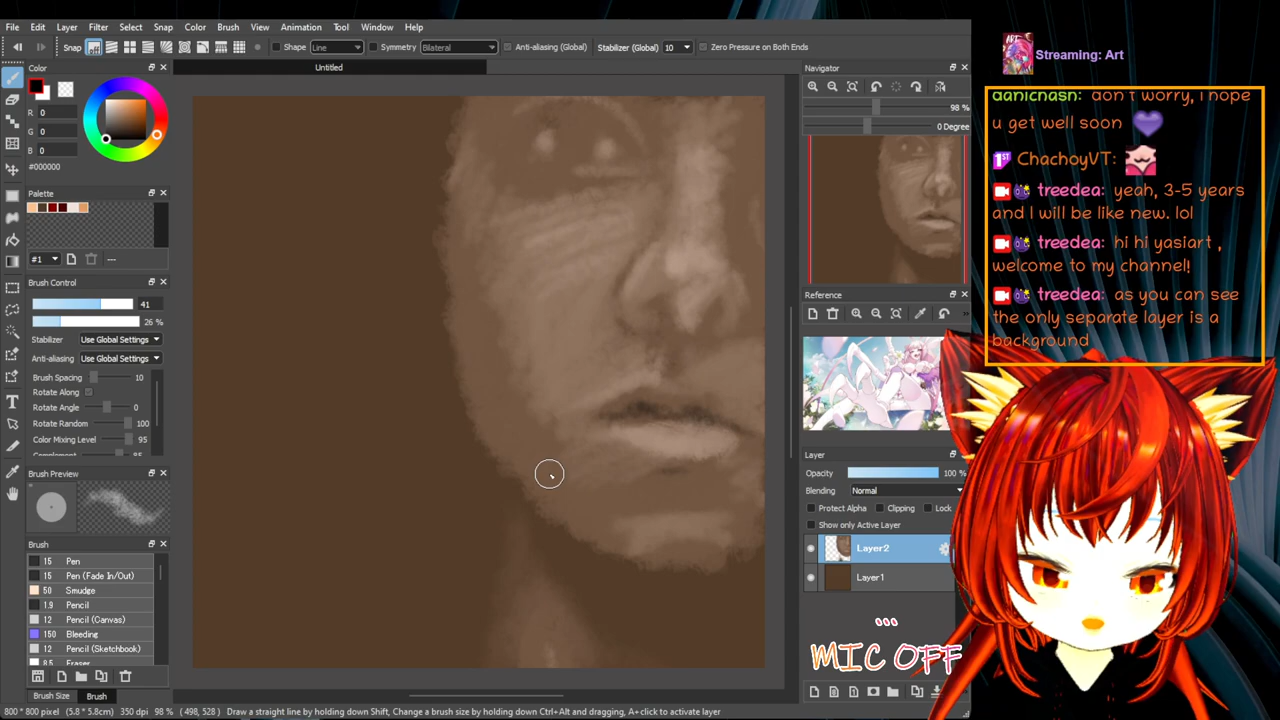 File Edit Layer Filter Select Snap Color Brush View Animation Tool Window Help
Snap off Shape Line Symmetry Bilateral Anti-aliasing (Global) Stabilizer (Global) 10 Zero Pressure on Both Ends
Color
R 0
G 0
B 0
#000000
Palette
#1 ---
Brush Control
41
26 %
Stabilizer Use Global Settings
Anti-aliasing Use Global Settings
Brush Spacing 10
Rotate Along
Rotate Angle 0
Rotate Random 100
Color Mixing Level 95
Brush Preview
Brush
15 Pen
15 Pen (Fade In/Out)
50 Smudge
1.9 Pencil
12 Pencil (Canvas)
150 Bleeding
12 Pencil (Sketchbook)
8.5 Eraser
Brush Size Brush
Untitled
Navigator
98 %
0 Degree
Reference
Layer
Opacity 100 %
Blending Normal
Protect Alpha Clipping Lock
Show only Active Layer
Layer2
Layer1
800 * 800 pixel (5.8 * 5.8cm) 350 dpi 98 % ( 498, 528 ) Draw a straight line by holding down Shift, Change a brush size by holding down Ctrl+Alt and dragging, A+click to activate layer
ART
Streaming: Art
danichash: don't worry, i hope
u get well soon
1ST ChachoyVT:
treedea: yeah, 3-5 years
and I will be like new. lol
treedea: hi hi yasiart ,
welcome to my channel!
treedea: as you can see
the only separate layer is a
background
...
MIC OFF